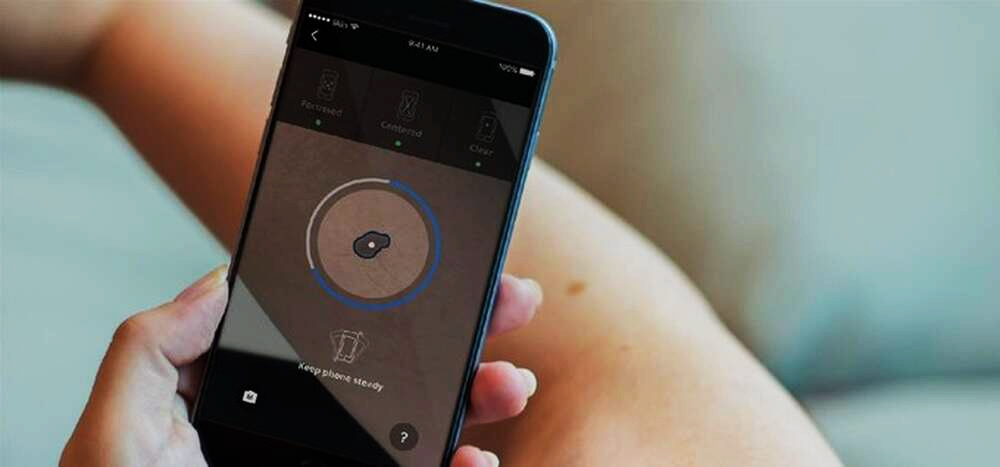 9:41 AM
100%
Focused
Centered
Clear
Keep phone steady
?